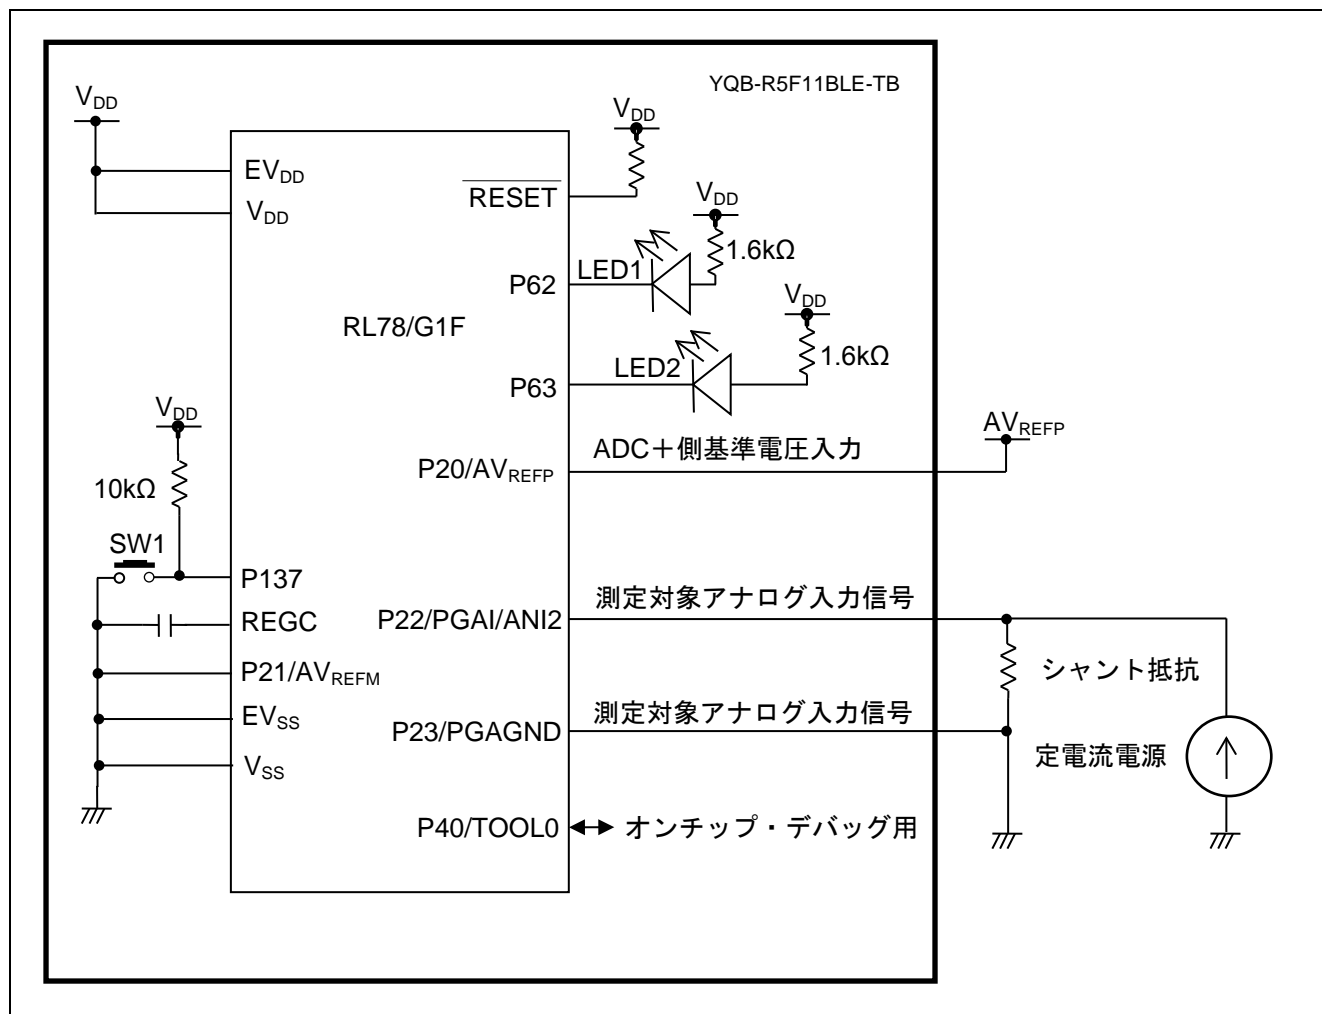 YQB-R5F11BLE-TB
VDD
EVDD
VDD
VDD
RESET
VDD
1.6kΩ
LED1
P62
RL78/G1F
VDD
1.6kΩ
LED2
P63
VDD
10kΩ
AVREFP
ADC+側基準電圧入力
P20/AVREFP
SW1
P137
REGC
P21/AVREFM
EVSS
VSS
測定対象アナログ入力信号
P22/PGAI/ANI2
シャント抵抗
測定対象アナログ入力信号
P23/PGAGND
定電流電源
P40/TOOL0
オンチップ・デバッグ用